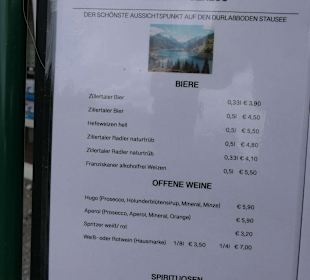 DER SCHÖNSTE AUSSICHTSPUNKT AUF DEN DURLABBODEN STAUSEE
BIERE
Zillertaler Bier 0,33l € 3,90
Zillertaler Bier 0,5l € 4,50
Hefeweizen hell 0,5l € 5,50
Zillertaler Radler naturtrüb 0,5l € 4,80
Zillertaler Radler naturtrüb 0,33l € 4,10
Franziskaner alkoholfrei Weizen 0,5l € 5,50
OFFENE WEINE
Hugo (Prosecco, Holunderblütensirup, Mineral, Minze) € 5,90
Aperol (Prosecco, Aperol, Mineral, Orange) € 5,90
Spritzer weiß/ rot € 3,20
Weiß- oder Rotwein (Hausmarke) 1/8l € 3,50 1/4l € 7,00
SPIRITUOSEN